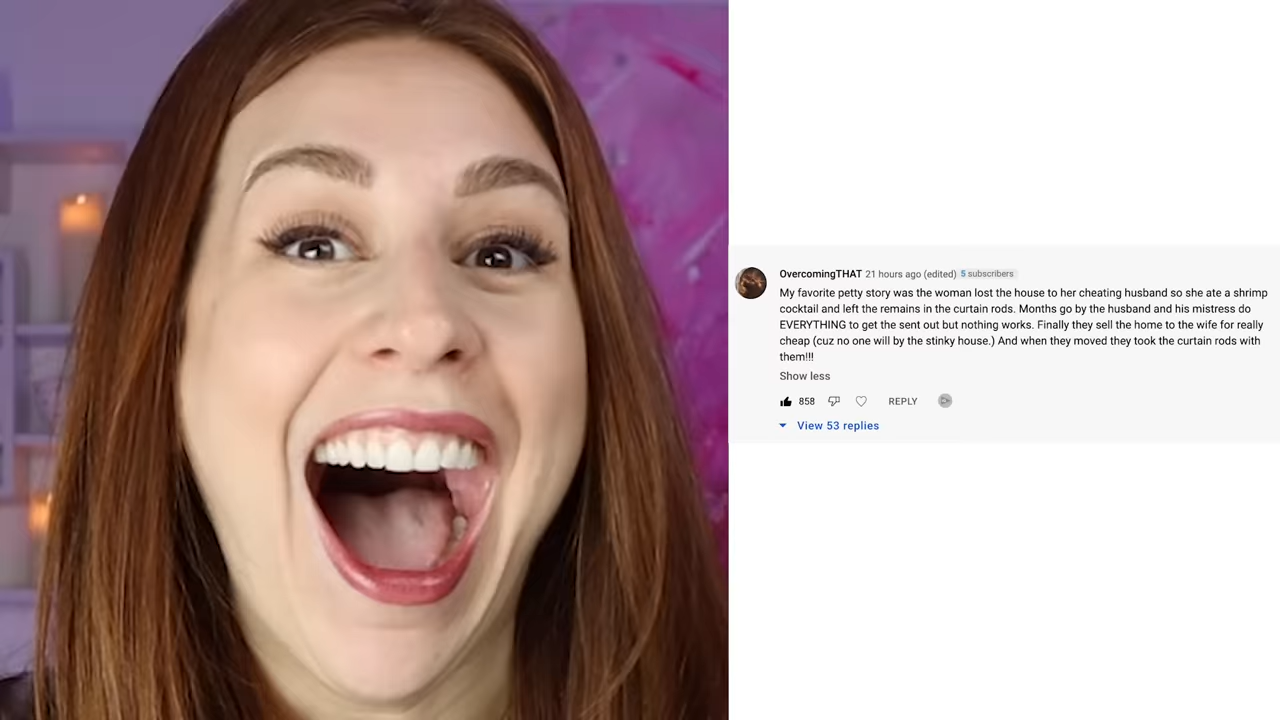 OvercomingTHAT 21 hours ago (edited) 5 subscribers
My favorite petty story was the woman lost the house to her cheating husband so she ate a shrimp
cocktail and left the remains in the curtain rods. Months go by the husband and his mistress do
EVERYTHING to get the sent out but nothing works. Finally they sell the home to the wife for really
cheap (cuz no one will by the stinky house.) And when they moved they took the curtain rods with
them!!!
Show less
858 REPLY
View 53 replies